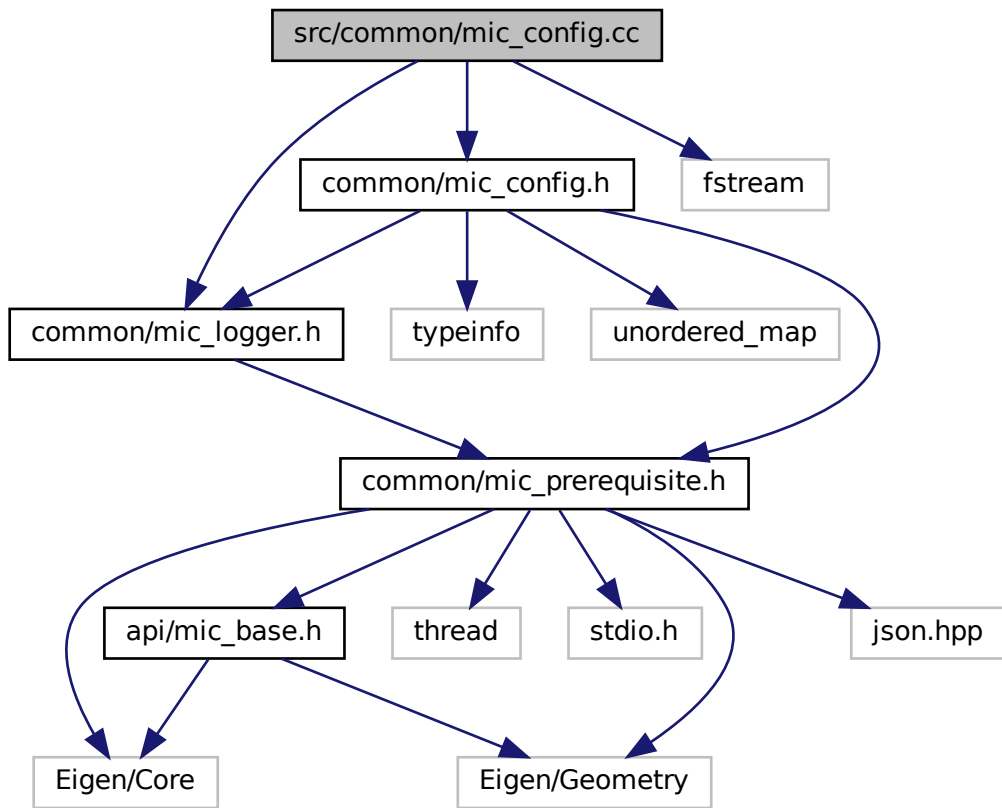 src/common/mic_config.cc
common/mic_config.h
fstream
common/mic_logger.h
typeinfo
unordered_map
common/mic_prerequisite.h
api/mic_base.h
thread
stdio.h
json.hpp
Eigen/Core
Eigen/Geometry